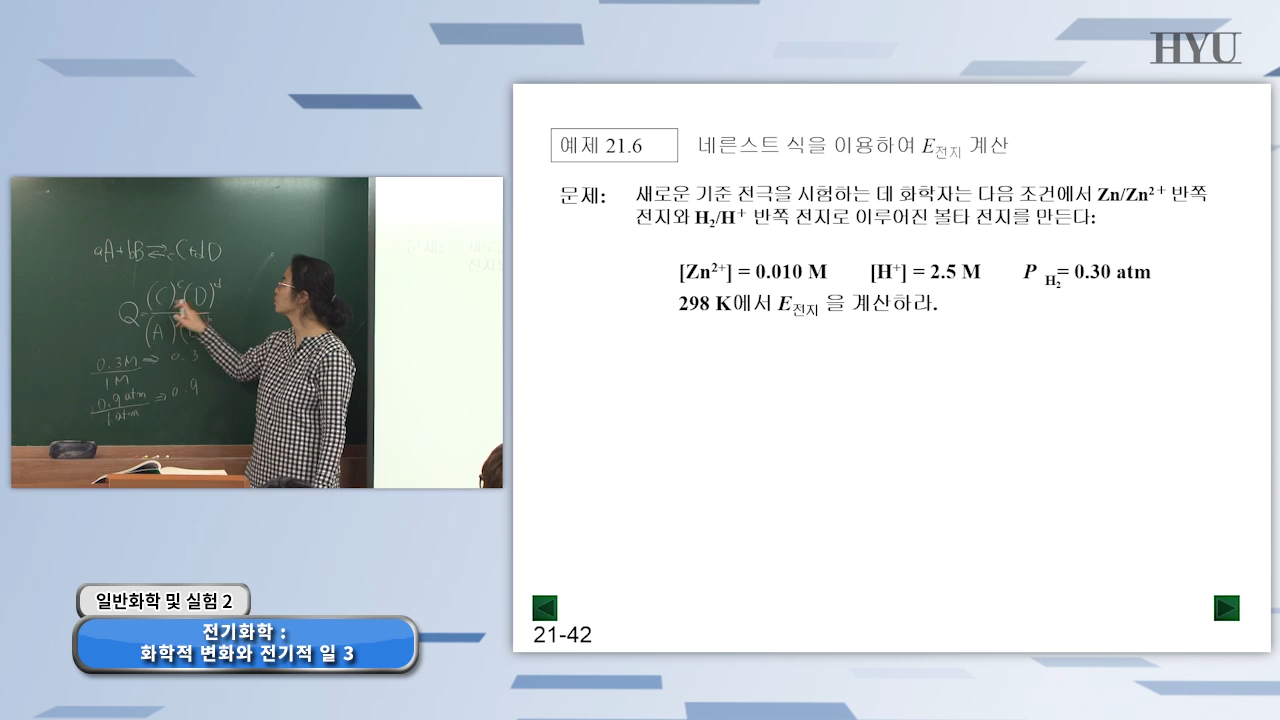 HYU
예제 21.6 네른스트 식을 이용하여 E전지 계산
문제: 새로운 기준 전극을 시험하는 데 화학자는 다음 조건에서 Zn/Zn²⁺ 반쪽
전지와 H₂/H⁺ 반쪽 전지로 이루어진 볼타 전지를 만든다:
[Zn²⁺] = 0.010 M [H⁺] = 2.5 M P H₂= 0.30 atm
298 K에서 E전지 을 계산하라.
21-42
aA+bB⇌cC+dD
Q=
(C)ᶜ(D)ᵈ
(A)
0.3M ⇒ 0.3
1M
0.9atm ⇒ 0.9
1atm
일반화학 및 실험 2
전기화학 :
화학적 변화와 전기적 일 3